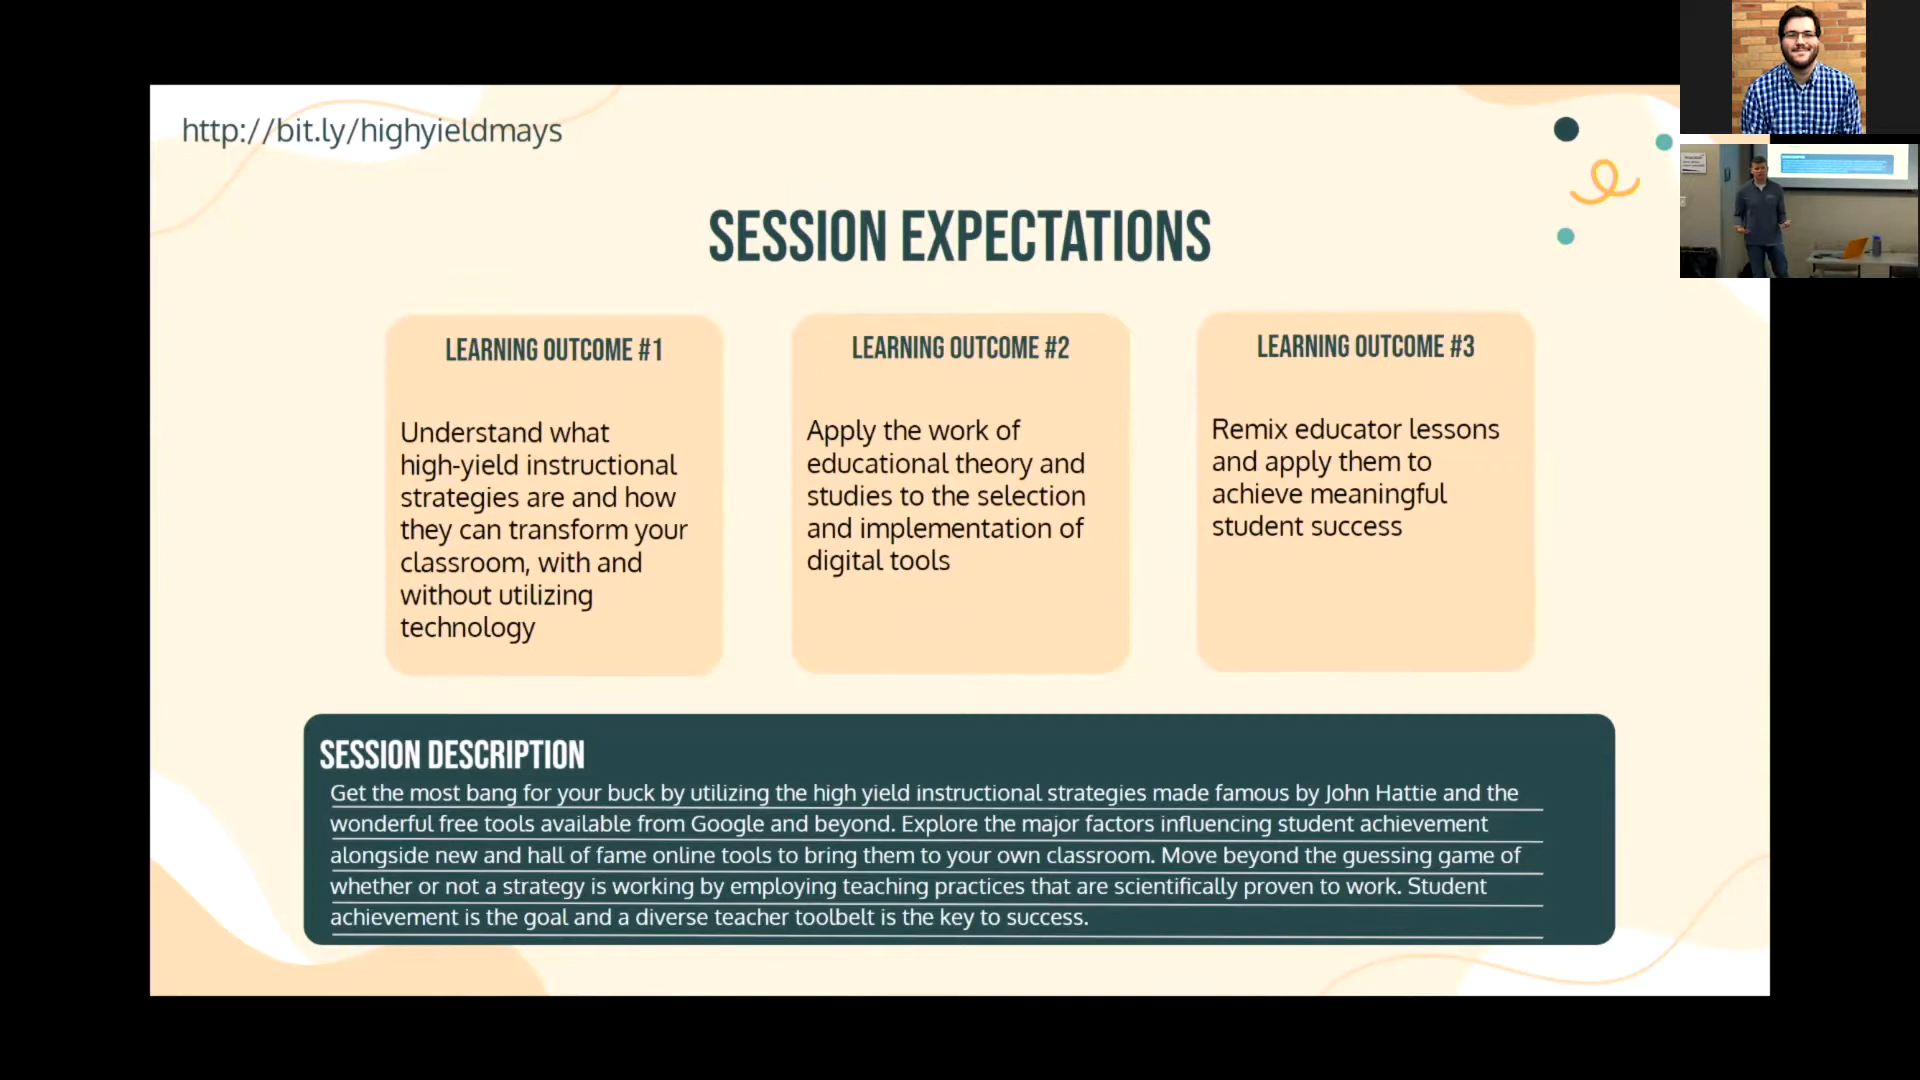 http://bit.ly/highyieldmays
SESSION EXPECTATIONS
LEARNING OUTCOME #1
Understand what
high-yield instructional
strategies are and how
they can transform your
classroom, with and
without utilizing
technology
LEARNING OUTCOME #2
Apply the work of
educational theory and
studies to the selection
and implementation of
digital tools
LEARNING OUTCOME #3
Remix educator lessons
and apply them to
achieve meaningful
student success
SESSION DESCRIPTION
Get the most bang for your buck by utilizing the high yield instructional strategies made famous by John Hattie and the
wonderful free tools available from Google and beyond. Explore the major factors influencing student achievement
alongside new and hall of fame online tools to bring them to your own classroom. Move beyond the guessing game of
whether or not a strategy is working by employing teaching practices that are scientifically proven to work. Student
achievement is the goal and a diverse teacher toolbelt is the key to success.